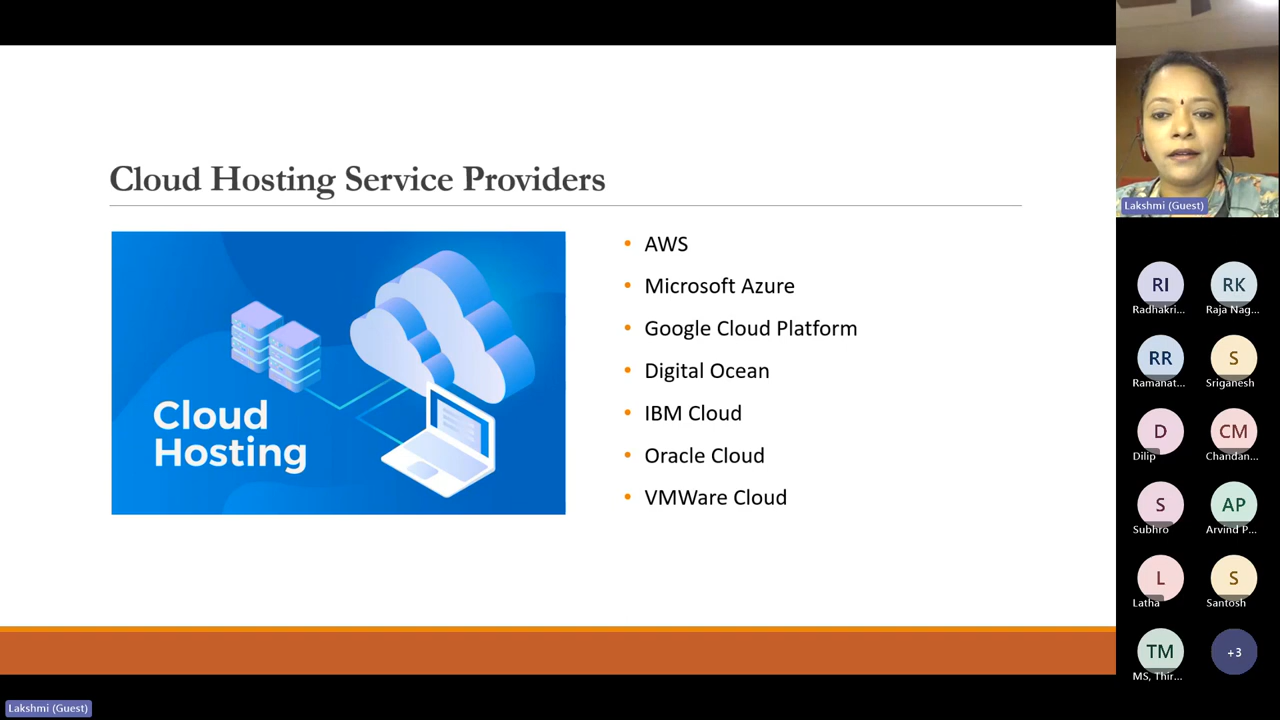 Cloud Hosting Service Providers
Cloud
Hosting
• AWS
• Microsoft Azure
• Google Cloud Platform
• Digital Ocean
• IBM Cloud
• Oracle Cloud
• VMWare Cloud
Lakshmi (Guest)
RI RK
Radhakri... Raja Nag...
RR S
Ramanat... Sriganesh
D CM
Dilip Chandan...
S AP
Subhro Arvind P...
L S
Latha Santosh
TM +3
MS, Thir...
Lakshmi (Guest)